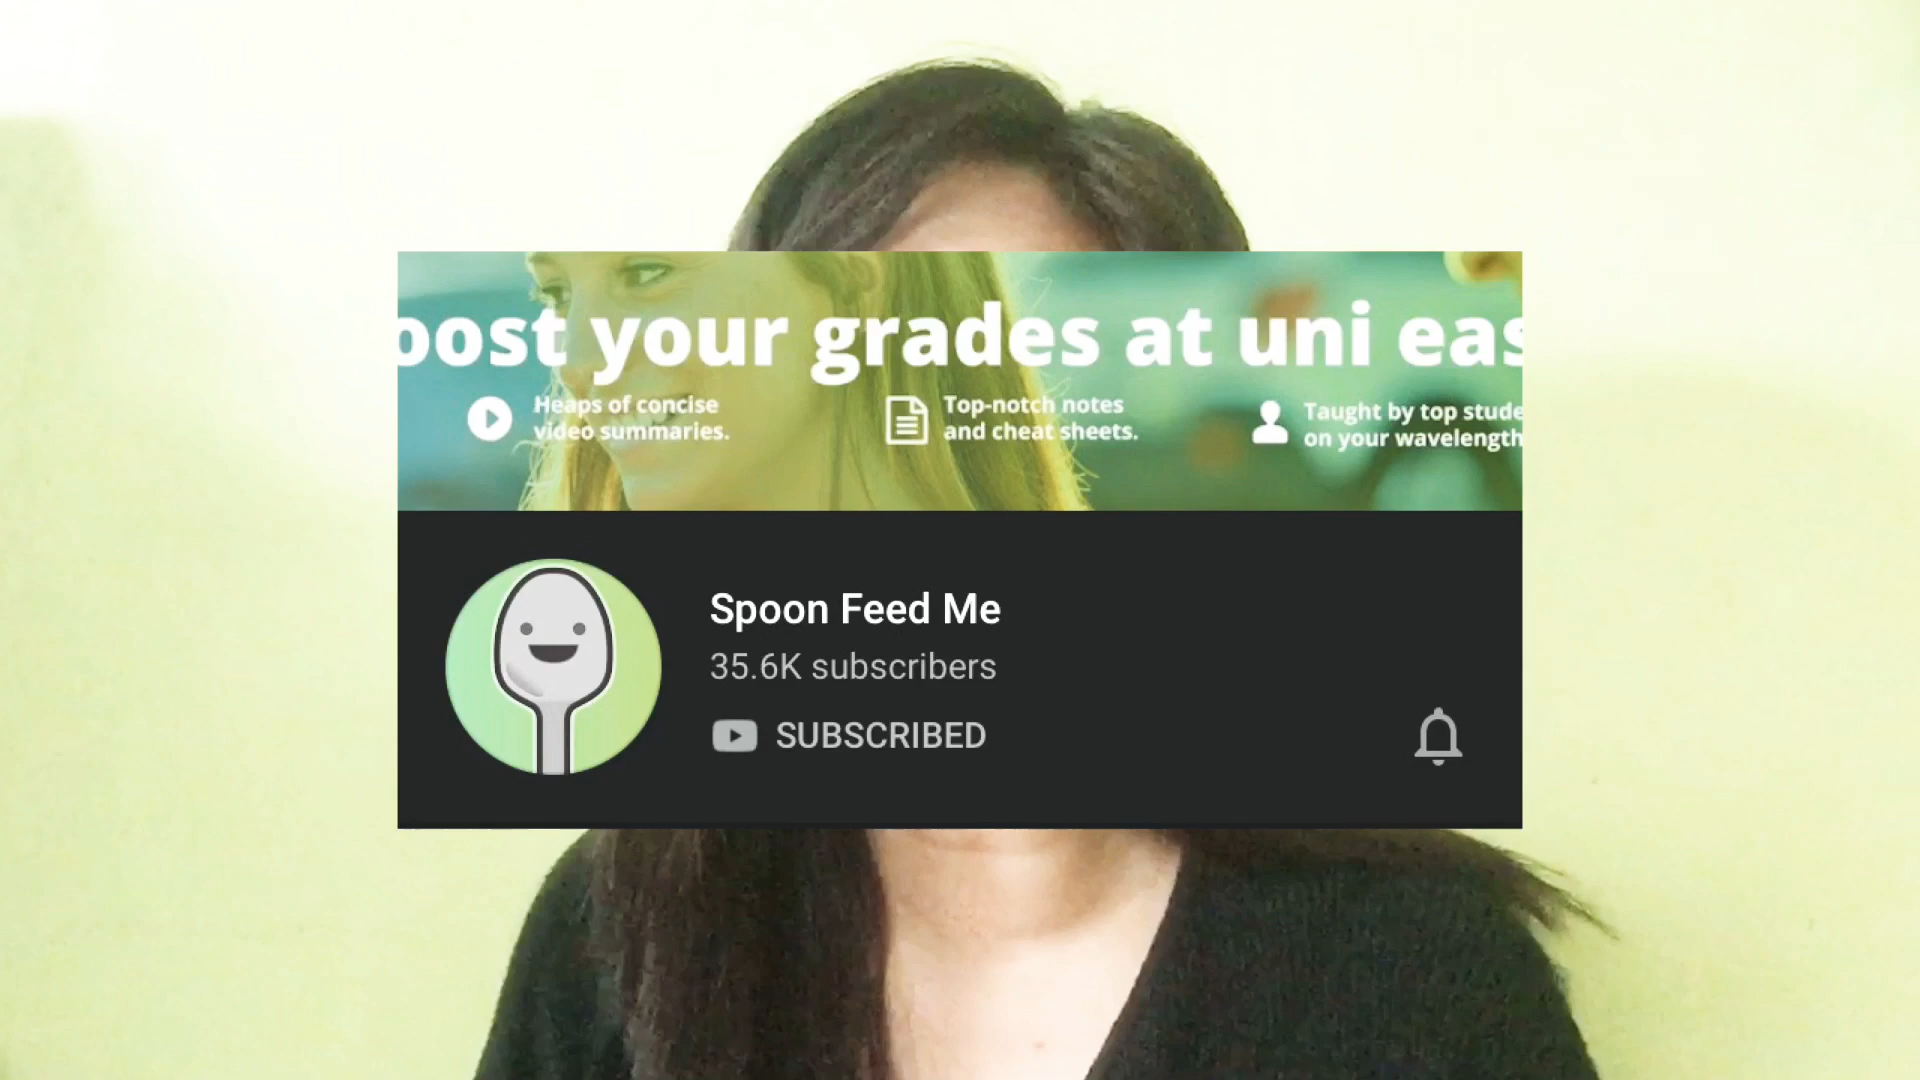 oost your grades at uni eas
Heaps of concise
video summaries.
Top-notch notes
and cheat sheets.
Taught by top stude
on your wavelength
Spoon Feed Me
35.6K subscribers
SUBSCRIBED